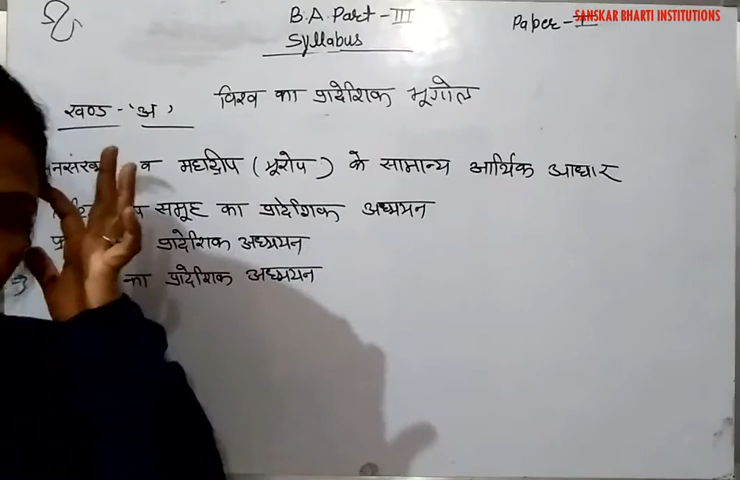 B.A. Part - III
Syllabus
Paper - I
SANSKAR BHARTI INSTITUTIONS
विश्व का प्रादेशिक भूगोल
खण्ड - 'अ'
व महाद्वीप (यूरोप) के सामान्य आर्थिक आधार
समूह का प्रादेशिक अध्ययन
प्रादेशिक अध्ययन
का प्रादेशिक अध्ययन